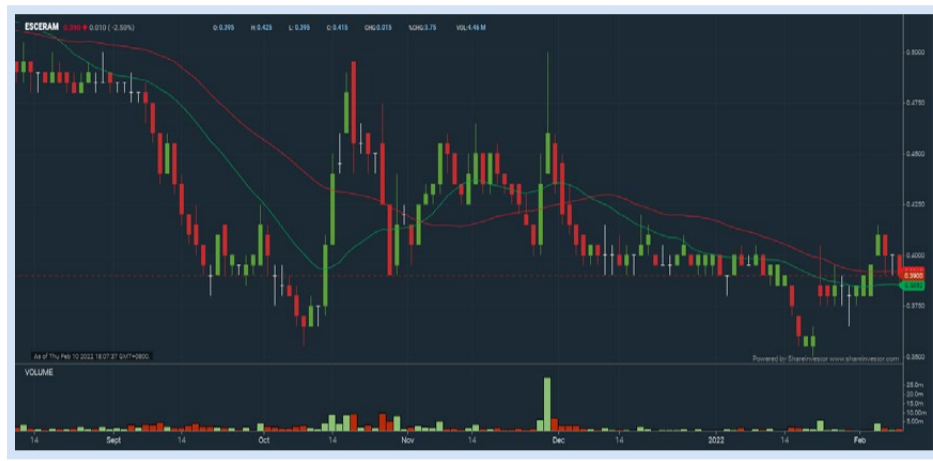 ESCERAM 0.390 0.010 (-2.50%) O: 0.395 H: 0.425 L: 0.395 C: 0.415 CHG:0.015 %CHG:3.75 VOL:4.46 M
0.5000
0.4750
0.4500
0.4250
0.4000
0.3900
0.3750
0.3500
As of Thu Feb 10 2022 18:07:37 GMT+0800.
Powered by ShareInvestor www.shareinvestor.com
VOLUME
25.0m
20.0m
15.0m
10.00m
5.00m
14 Sept 14 Oct 14 Nov 14 Dec 14 2022 14 Feb